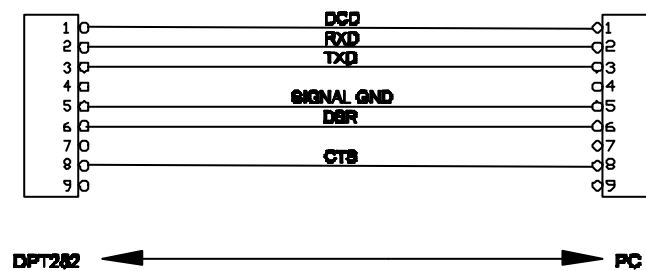 1 DCD 1
2 RXD 2
3 TXD 3
4 4
5 SIGNAL GND 5
6 DSR 6
7 7
8 CTS 8
9 9
DPT282 PC